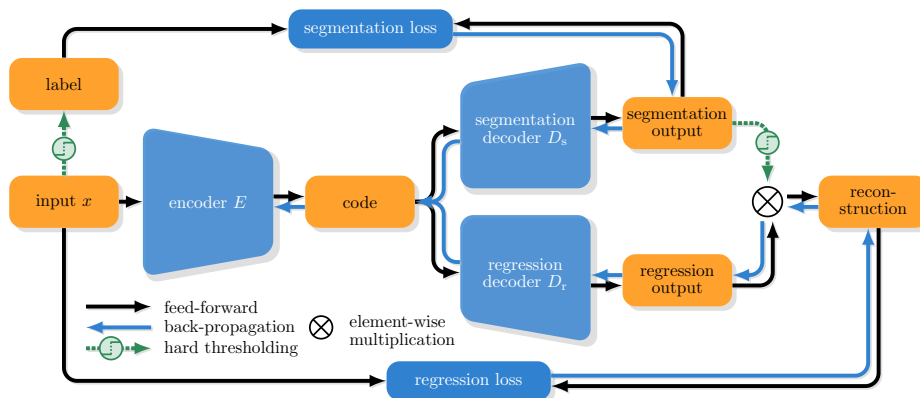 segmentation loss
label
segmentation
decoder Ds
segmentation
output
input x
encoder E
code
recon-
struction
regression
decoder Dr
regression
output
feed-forward
back-propagation
hard thresholding
element-wise
multiplication
regression loss